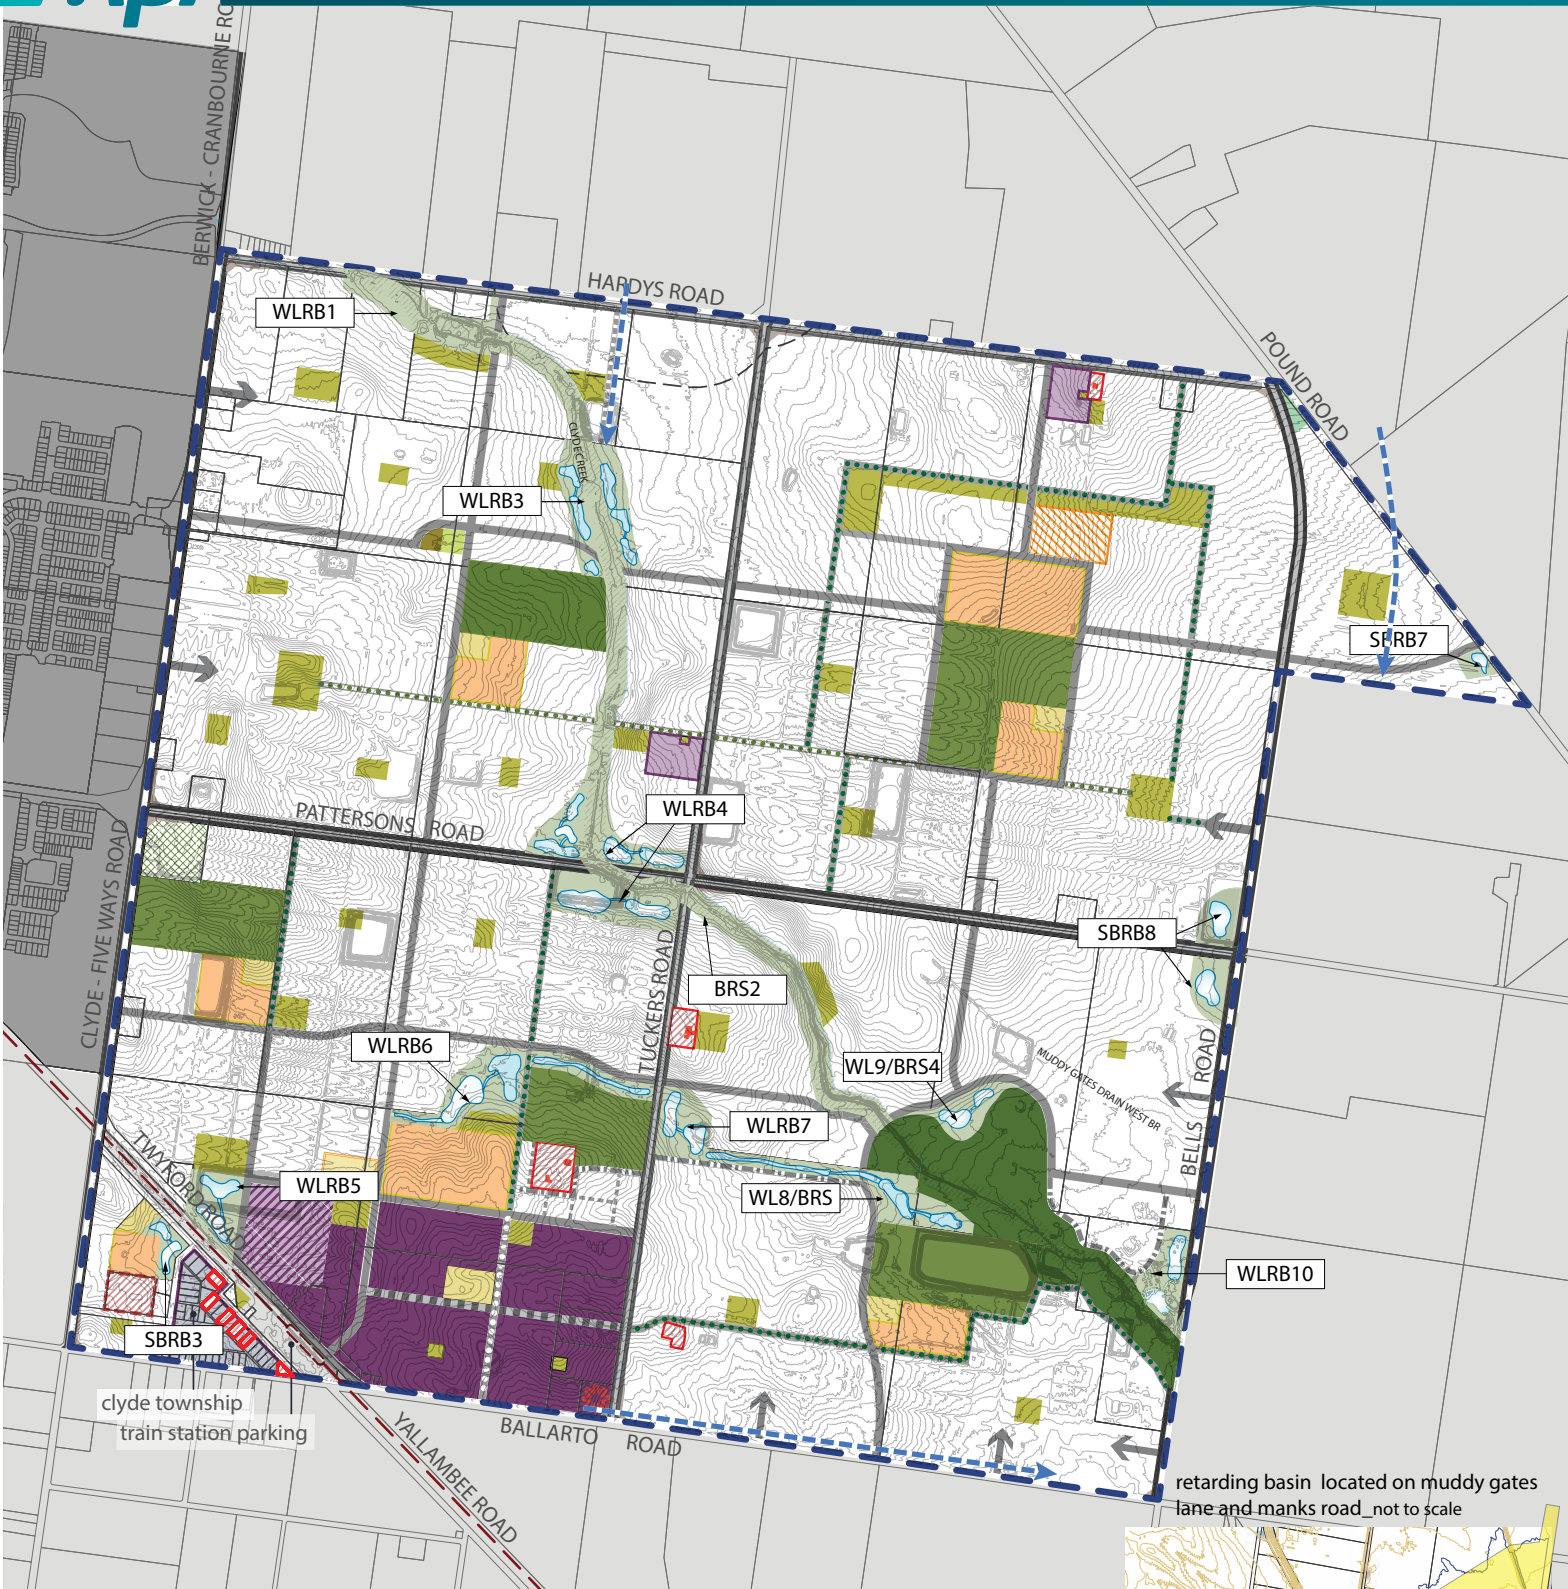 BERWICK - CRANBOURNE RO
HARDYS ROAD
WLRB1
POUND ROAD
CLYDE CREEK
WLRB3
SBRB7
WLRB4
PATTERSONS ROAD
CLYDE - FIVE WAYS ROAD
SBRB8
BRS2
TUCKERS ROAD
WLRB6
WL9/BRS4
MUDDY GATES DRAIN WEST BR
BELLS ROAD
WLRB7
TWYFORD ROAD
WLRB5
WL8/BRS
WLRB10
SBRB3
clyde township
train station parking
YALLAMBEE ROAD
BALLARTO ROAD
retarding basin located on muddy gates
lane and manks road_not to scale